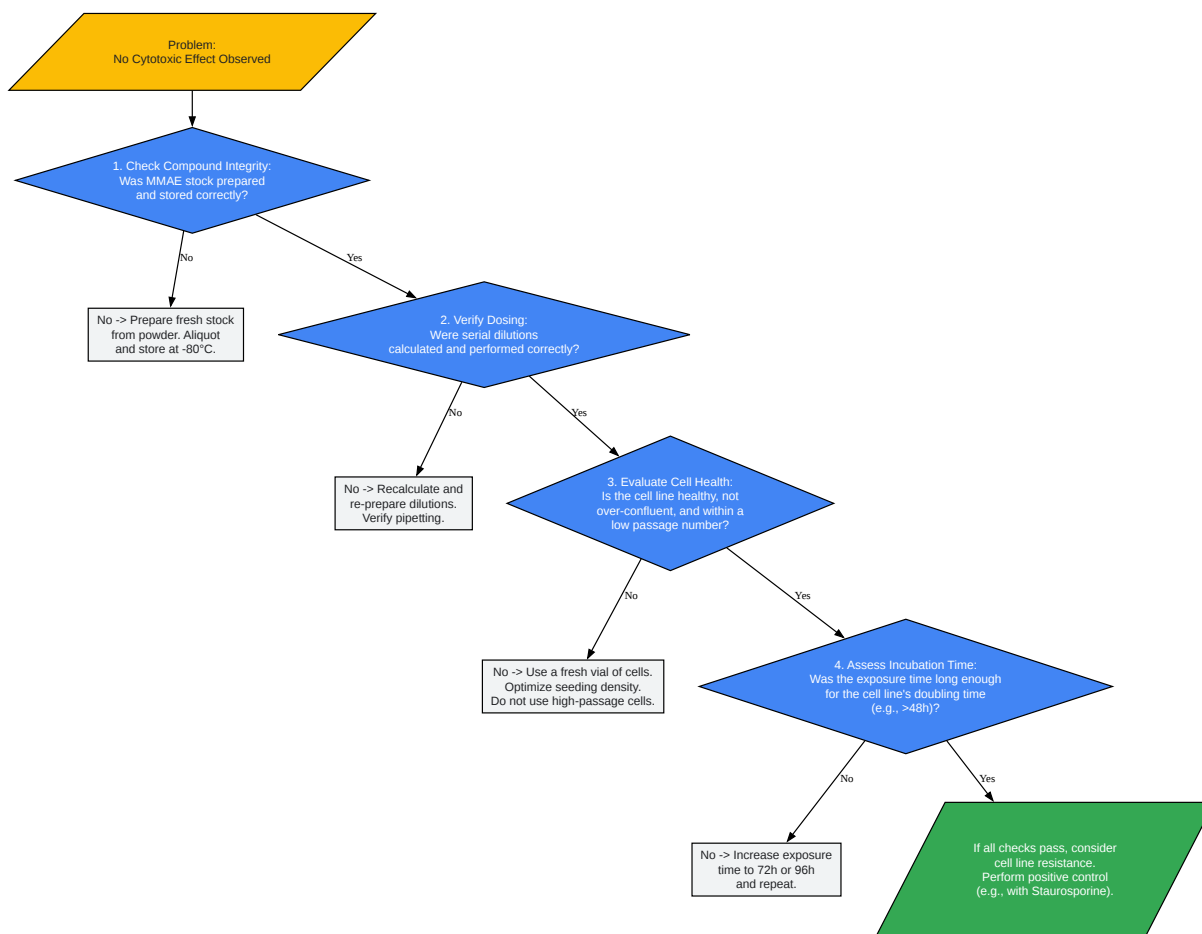 Problem:
No Cytotoxic Effect Observed
1. Check Compound Integrity:
Was MMAE stock prepared
and stored correctly?
No
Yes
No -> Prepare fresh stock
from powder. Aliquot
and store at -80°C.
2. Verify Dosing:
Were serial dilutions
calculated and performed correctly?
No
Yes
No -> Recalculate and
re-prepare dilutions.
Verify pipetting.
3. Evaluate Cell Health:
Is the cell line healthy, not
over-confluent, and within a
low passage number?
No
Yes
No -> Use a fresh vial of cells.
Optimize seeding density.
Do not use high-passage cells.
4. Assess Incubation Time:
Was the exposure time long enough
for the cell line's doubling time
(e.g., >48h)?
No
Yes
No -> Increase exposure
time to 72h or 96h
and repeat.
If all checks pass, consider
cell line resistance.
Perform positive control
(e.g., with Staurosporine).